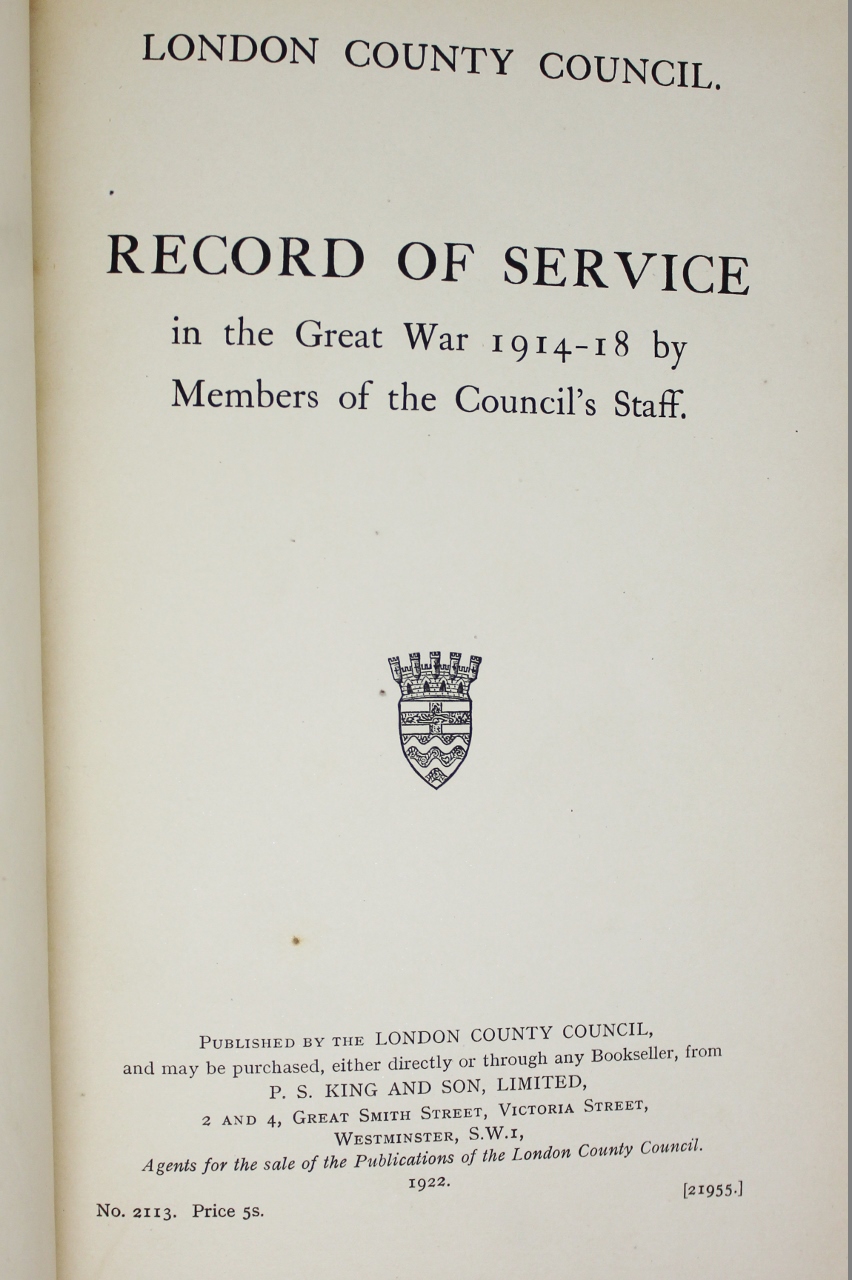 LONDON COUNTY COUNCIL.
RECORD OF SERVICE
in the Great War 1914-18 by
Members of the Council's Staff.
PUBLISHED BY THE LONDON COUNTY COUNCIL,
and may be purchased, either directly or through any Bookseller, from
P. S. KING AND SON, LIMITED,
2 AND 4, GREAT SMITH STREET, VICTORIA STREET,
WESTMINSTER, S.W.1,
Agents for the sale of the Publications of the London County Council.
1922.
[21955.]
No. 2113. Price 5s.